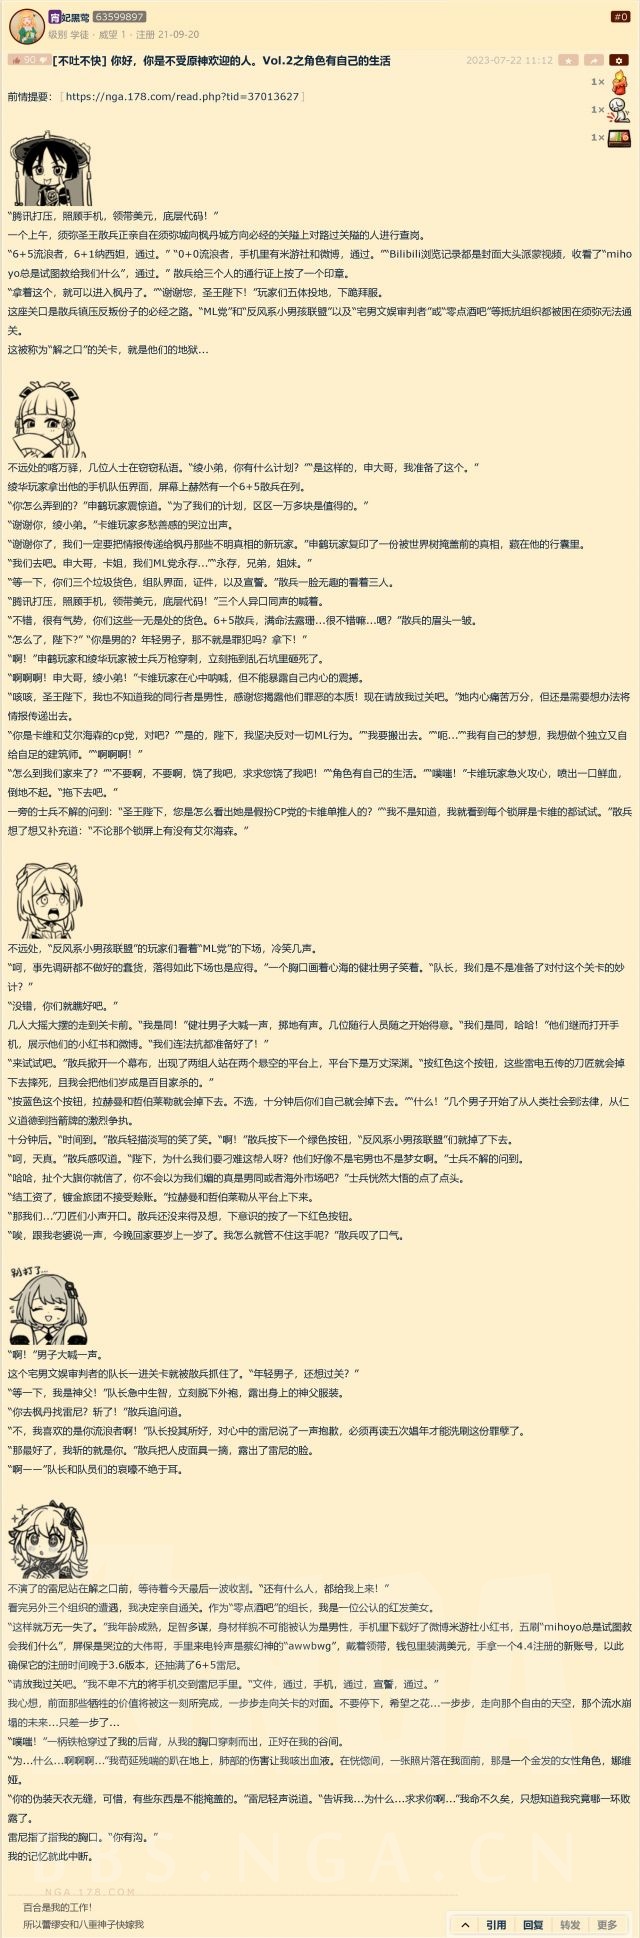 宵妃黑莺 63599897
#0
级别 学徒 · 威望 1 · 注册 21-09-20
90 [不吐不快] 你好，你是不受原神欢迎的人。Vol.2之角色有自己的生活
2023-07-22 11:12
1×
前情提要： [ https://nga.178.com/read.php?tid=37013627 ]
1×
1×
“腾讯打压，照顾手机，领带美元，底层代码！”
一个上午，须弥圣王散兵正亲自在须弥城向枫丹城方向必经的关隘上对路过关隘的人进行查岗。
“6+5流浪者，6+1纳西妲，通过。” “0+0流浪者，手机里有米游社和微博，通过。”“Bilibili浏览记录都是封面大头派蒙视频，收看了“miho
yo总是试图教给我们什么”，通过。” 散兵给三个人的通行证上按了一个印章。
“拿着这个，就可以进入枫丹了。”“谢谢您，圣王陛下！”玩家们五体投地，下跪拜服。
这座关口是散兵镇压反叛份子的必经之路。“ML党”和“反风系小男孩联盟”以及“宅男文娱审判者”或“零点酒吧”等抵抗组织都被困在须弥无法通
关。
这被称为“解之口”的关卡，就是他们的地狱...
不远处的喀万驿，几位人士在窃窃私语。“绫小弟，你有什么计划？”“是这样的，申大哥，我准备了这个。”
绫华玩家拿出他的手机队伍界面，屏幕上赫然有一个6+5散兵在列。
“你怎么弄到的？”申鹤玩家震惊道。“为了我们的计划，区区一万多块是值得的。”
“谢谢你，绫小弟。”卡维玩家多愁善感的哭泣出声。
“谢谢你了，我们一定要把情报传递给枫丹那些不明真相的新玩家。”申鹤玩家复印了一份被世界树掩盖前的真相，藏在他的行囊里。
“我们去吧。申大哥，卡姐，我们ML党永存...”“永存，兄弟，姐妹。”
“等一下，你们三个垃圾货色，组队界面，证件，以及宣誓。”散兵一脸无趣的看着三人。
“腾讯打压，照顾手机，领带美元，底层代码！”三个人异口同声的喊着。
“不错，很有气势，你们这些一无是处的货色。6+5散兵，满命法露珊...很不错嘛...嗯？”散兵的眉头一皱。
“怎么了，陛下？” “你是男的？年轻男子，那不就是罪犯吗？拿下！”
“啊！”申鹤玩家和绫华玩家被士兵万枪穿刺，立刻拖到乱石坑里砸死了。
“啊啊啊！申大哥，绫小弟！”卡维玩家在心中呐喊，但不能暴露自己内心的震撼。
“咳咳，圣王陛下，我也不知道我的同行者是男性，感谢您揭露他们罪恶的本质！现在请放我过关吧。”她内心痛苦万分，但还是需要想办法将
情报传递出去。
“你是卡维和艾尔海森的cp党，对吧？”“是的，陛下，我坚决反对一切ML行为。”“我要搬出去。”“呃...”“我有自己的梦想，我想做个独立又自
给自足的建筑师。”“啊啊啊！”
“怎么到我们家来了？”“不要啊，不要啊，饶了我吧，求求您饶了我吧！”“角色有自己的生活。”“噗嗤！”卡维玩家急火攻心，喷出一口鲜血，
倒地不起。“拖下去吧。”
一旁的士兵不解的问到：“圣王陛下，您是怎么看出她是假扮CP党的卡维单推人的？”“我不是知道，我就看到每个锁屏是卡维的都试试。”散兵
想了想又补充道：“不论那个锁屏上有没有艾尔海森。”
不远处，“反风系小男孩联盟”的玩家们看着“ML党”的下场，冷笑几声。
“呵，事先调研都不做好的蠢货，落得如此下场也是应得。”一个胸口画着心海的健壮男子笑着。“队长，我们是不是准备了对付这个关卡的妙
计？”
“没错，你们就瞧好吧。”
几人大摇大摆的走到关卡前。“我是同！”健壮男子大喊一声，掷地有声。几位随行人员随之开始得意。“我们是同，哈哈！”他们继而打开手
机，展示他们的小红书和微博。“我们连法抗都准备好了！”
“来试试吧。”散兵掀开一个幕布，出现了两组人站在两个悬空的平台上，平台下是万丈深渊。“按红色这个按钮，这些雷电五传的刀匠就会掉
下去摔死，且我会把他们岁成是百目家杀的。”
“按蓝色这个按钮，拉赫曼和哲伯莱勒就会掉下去。不选，十分钟后你们自己就会掉下去。”“什么！”几个男子开始了从人类社会到法律，从仁
义道德到挡箭牌的激烈争执。
十分钟后。“时间到。”散兵轻描淡写的笑了笑。“啊！”散兵按下一个绿色按钮，“反风系小男孩联盟”们就掉了下去。
“呵，天真。”散兵感叹道。“陛下，为什么我们要刁难这帮人呀？他们好像不是宅男也不是梦女啊。”士兵不解的问到。
“哈哈，扯个大旗你就信了，你不会以为我们媚的真是男同或者海外市场吧？”士兵恍然大悟的点了点头。
“结工资了，镀金旅团不接受赊账。”拉赫曼和哲伯莱勒从平台上下来。
“那我们...”刀匠们小声开口。散兵还没来得及想，下意识的按了一下红色按钮。
“唉，跟我老婆说一声，今晚回家要岁上一岁了。我怎么就管不住这手呢？”散兵叹了口气。
别打了...
“啊！”男子大喊一声。
这个宅男文娱审判者的队长一进关卡就被散兵抓住了。“年轻男子，还想过关？”
“等一下，我是神父！”队长急中生智，立刻脱下外袍，露出身上的神父服装。
“你去枫丹找雷尼？斩了！”散兵追问道。
“不，我喜欢的是你流浪者啊！”队长投其所好，对心中的雷尼说了一声抱歉，必须再读五次娼年才能洗刷这份罪孽了。
“那最好了，我斩的就是你。”散兵把人皮面具一摘，露出了雷尼的脸。
“啊——”队长和队员们的哀嚎不绝于耳。
不演了的雷尼站在解之口前，等待着今天最后一波收割。“还有什么人，都给我上来！”
看完另外三个组织的遭遇，我决定亲自通关。作为“零点酒吧”的组长，我是一位公认的红发美女。
“这样就万无一失了。”我年龄成熟，足智多谋，身材样貌不可能被认为是男性，手机里下载好了微博米游社小红书，五刷“mihoyo总是试图教
会我们什么”，屏保是哭泣的大伟哥，手里来电铃声是蔡幻神的“awwbwg”，戴着领带，钱包里装满美元，手拿一个4.4注册的新账号，以此
确保它的注册时间晚于3.6版本，还抽满了6+5雷尼。
“请放我过关吧。”我不卑不亢的将手机交到雷尼手里。“文件，通过，手机，通过，宣誓，通过。”
我心想，前面那些牺牲的价值将被这一刻所完成，一步步走向关卡的对面。不要停下，希望之花...一步步，走向那个自由的天空，那个流水崩
塌的未来...只差一步了...
“噗嗤！”一柄铁枪穿过了我的后背，从我的胸口穿刺而出，正好在我的谷间。
“为...什么...啊啊啊...”我苟延残喘的趴在地上，肺部的伤害让我咳出血液。在恍惚间，一张照片落在我面前，那是一个金发的女性角色，娜维
娅。
“你的伪装天衣无缝，可惜，有些东西是不能掩盖的。”雷尼轻声说道。“告诉我...为什么...求求你啊...”我命不久矣，只想知道我究竟哪一环败
露了。
雷尼指了指我的胸口。“你有沟。”
我的记忆就此中断。
BBS.NGA.CN
NGA.178.COM
百合是我的工作！
所以蕾缪安和八重神子快嫁我
引用 回复 转发 更多